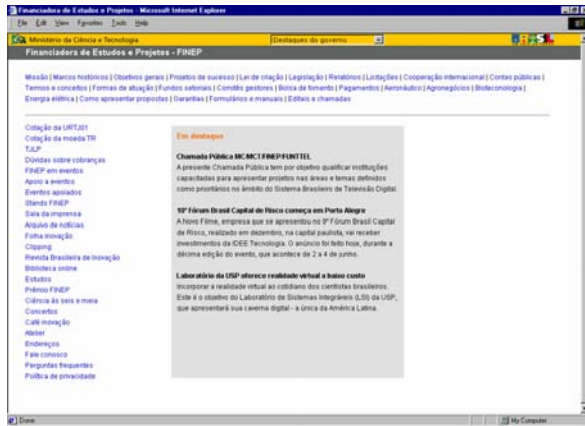 Financiadora de Estudos e Projetos - Microsoft Internet Explorer
File Edit View Favorites Tools Help
Ministério da Ciência e Tecnologia
Destaques do governo
BRASIL
Financiadora de Estudos e Projetos - FINEP
Missão | Marcos históricos | Objetivos gerais | Projetos de sucesso | Lei de criação | Legislação | Relatórios | Licitações | Cooperação internacional | Contas públicas |
Termos e conceitos | Formas de atuação | Fundos setoriais | Comitês gestores | Bolsa de fomento | Pagamentos | Aeronáutico | Agronegócios | Biotecnologia |
Energia elétrica | Como apresentar propostas | Garantias | Formulários e manuais | Editais e chamadas
Cotação da URTJ01
Cotação da moeda TR
TJLP
Dúvidas sobre cobranças
FINEP em eventos
Apoio a eventos
Eventos apoiados
Stands FINEP
Sala da imprensa
Arquivo de notícias
Folha inovação
Clipping
Revista Brasileira de Inovação
Biblioteca online
Estudos
Prêmio FINEP
Ciência às seis e meia
Concertos
Café inovação
Atelier
Endereços
Fale conosco
Perguntas frequentes
Política de privacidade
Em destaque
Chamada Pública MC/MCT/FINEP/FUNTTEL
A presente Chamada Pública tem por objetivo qualificar instituições
capacitadas para apresentar projetos nas áreas e temas definidos
como prioritários no âmbito do Sistema Brasileiro de Televisão Digital.
10º Fórum Brasil Capital de Risco começa em Porto Alegre
A Novo Filme, empresa que se apresentou no 9º Fórum Brasil Capital
de Risco, realizado em dezembro, na capital paulista, vai receber
investimentos da IDEE Tecnologia. O anúncio foi feito hoje, durante a
décima edição do evento, que acontece de 2 a 4 de junho.
Laboratório da USP oferece realidade virtual a baixo custo
Incorporar a realidade virtual ao cotidiano dos cientistas brasileiros.
Este é o objetivo do Laboratório de Sistemas Integráveis (LSI) da USP,
que apresentará sua caverna digital - a única da América Latina.
Done
My Computer